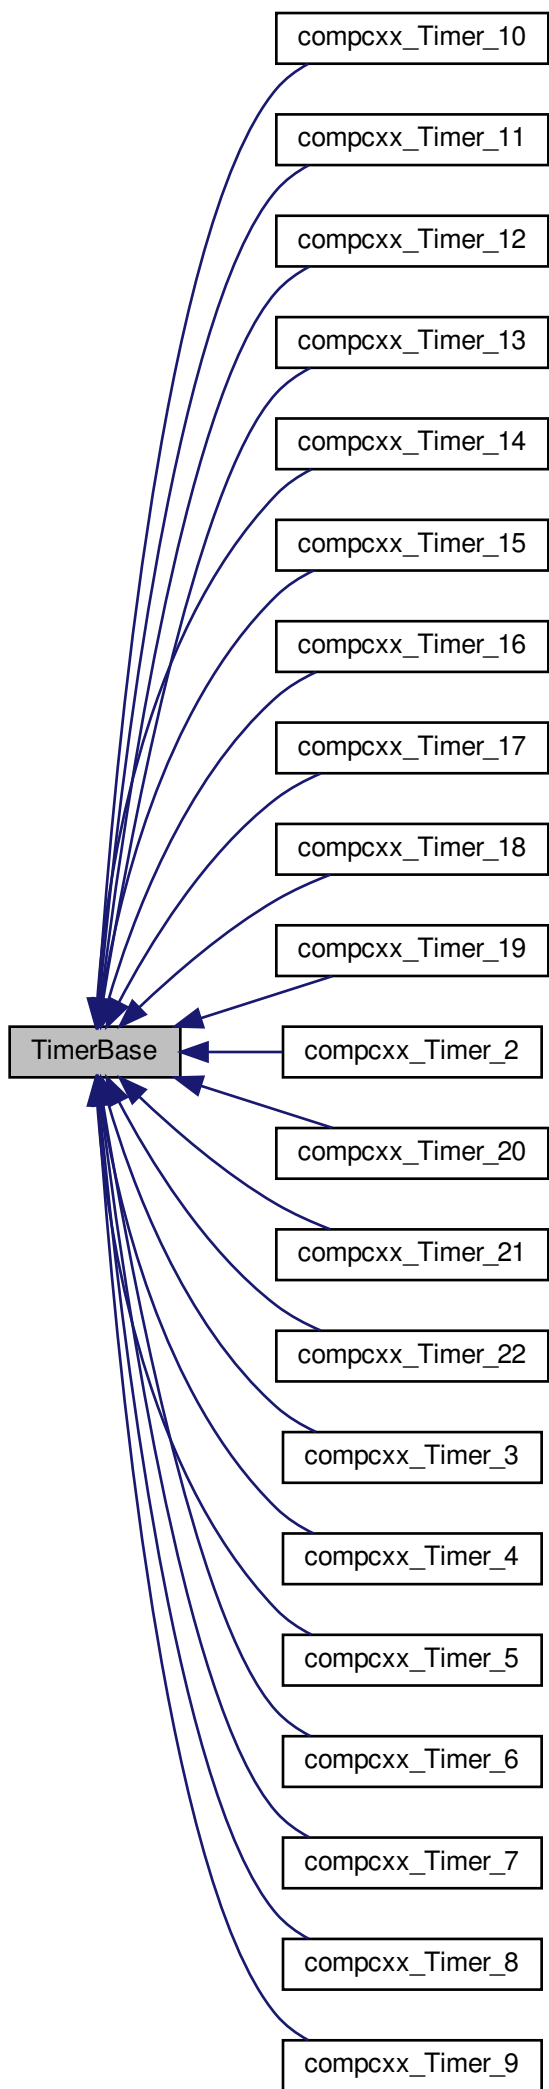 compcxx_Timer_10
compcxx_Timer_11
compcxx_Timer_12
compcxx_Timer_13
compcxx_Timer_14
compcxx_Timer_15
compcxx_Timer_16
compcxx_Timer_17
compcxx_Timer_18
compcxx_Timer_19
TimerBase
compcxx_Timer_2
compcxx_Timer_20
compcxx_Timer_21
compcxx_Timer_22
compcxx_Timer_3
compcxx_Timer_4
compcxx_Timer_5
compcxx_Timer_6
compcxx_Timer_7
compcxx_Timer_8
compcxx_Timer_9